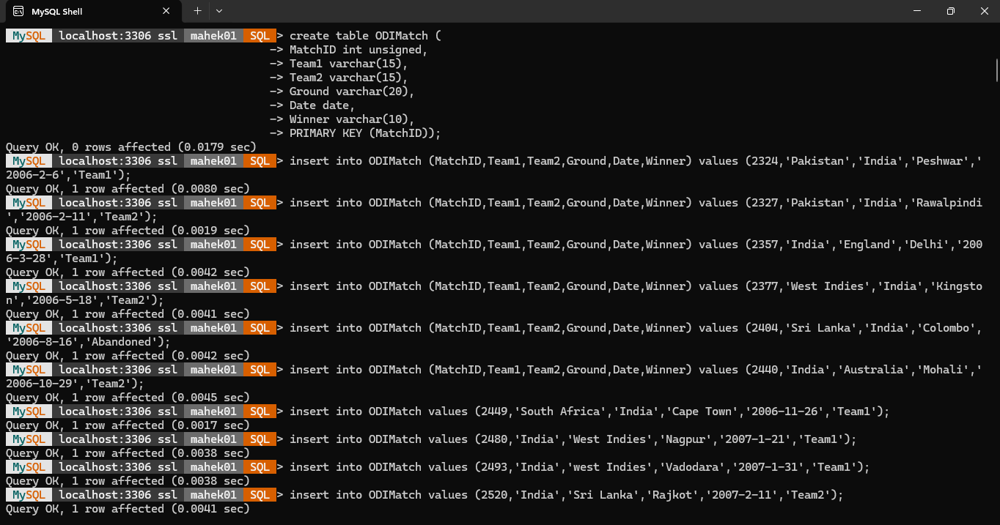 MySQL Shell
MySQL localhost:3306 ssl mahek01 SQL > create table ODIMatch (
-> MatchID int unsigned,
-> Team1 varchar(15),
-> Team2 varchar(15),
-> Ground varchar(20),
-> Date date,
-> Winner varchar(10),
-> PRIMARY KEY (MatchID));
Query OK, 0 rows affected (0.0179 sec)
MySQL localhost:3306 ssl mahek01 SQL > insert into ODIMatch (MatchID,Team1,Team2,Ground,Date,Winner) values (2324,'Pakistan','India','Peshwar','
2006-2-6','Team1');
Query OK, 1 row affected (0.0080 sec)
MySQL localhost:3306 ssl mahek01 SQL > insert into ODIMatch (MatchID,Team1,Team2,Ground,Date,Winner) values (2327,'Pakistan','India','Rawalpindi
','2006-2-11','Team2');
Query OK, 1 row affected (0.0019 sec)
MySQL localhost:3306 ssl mahek01 SQL > insert into ODIMatch (MatchID,Team1,Team2,Ground,Date,Winner) values (2357,'India','England','Delhi','200
6-3-28','Team1');
Query OK, 1 row affected (0.0042 sec)
MySQL localhost:3306 ssl mahek01 SQL > insert into ODIMatch (MatchID,Team1,Team2,Ground,Date,Winner) values (2377,'West Indies','India','Kingsto
n','2006-5-18','Team2');
Query OK, 1 row affected (0.0041 sec)
MySQL localhost:3306 ssl mahek01 SQL > insert into ODIMatch (MatchID,Team1,Team2,Ground,Date,Winner) values (2404,'Sri Lanka','India','Colombo',
'2006-8-16','Abandoned');
Query OK, 1 row affected (0.0042 sec)
MySQL localhost:3306 ssl mahek01 SQL > insert into ODIMatch (MatchID,Team1,Team2,Ground,Date,Winner) values (2440,'India','Australia','Mohali','
2006-10-29','Team2');
Query OK, 1 row affected (0.0045 sec)
MySQL localhost:3306 ssl mahek01 SQL > insert into ODIMatch values (2449,'South Africa','India','Cape Town','2006-11-26','Team1');
Query OK, 1 row affected (0.0017 sec)
MySQL localhost:3306 ssl mahek01 SQL > insert into ODIMatch values (2480,'India','West Indies','Nagpur','2007-1-21','Team1');
Query OK, 1 row affected (0.0038 sec)
MySQL localhost:3306 ssl mahek01 SQL > insert into ODIMatch values (2493,'India','west Indies','Vadodara','2007-1-31','Team1');
Query OK, 1 row affected (0.0038 sec)
MySQL localhost:3306 ssl mahek01 SQL > insert into ODIMatch values (2520,'India','Sri Lanka','Rajkot','2007-2-11','Team2');
Query OK, 1 row affected (0.0041 sec)